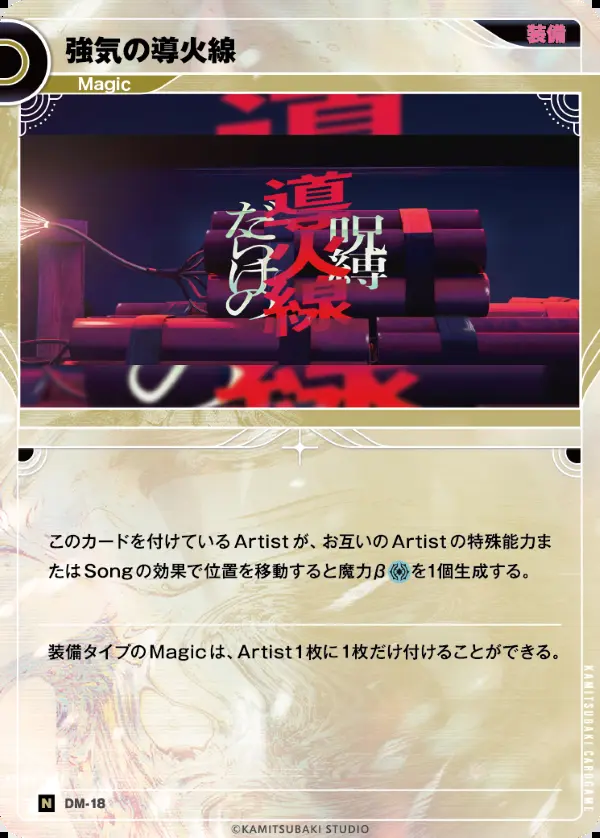 強気の導火線
装備
Magic
呪縛
だらけの
導火線
このカードを付けているArtistが、お互いのArtistの特殊能力ま
たはSongの効果で位置を移動すると魔力βを1個生成する。
装備タイプのMagicは、Artist1枚に1枚だけ付けることができる。
KAMITSUBAKI CARDGAME
N DM-18
©KAMITSUBAKI STUDIO